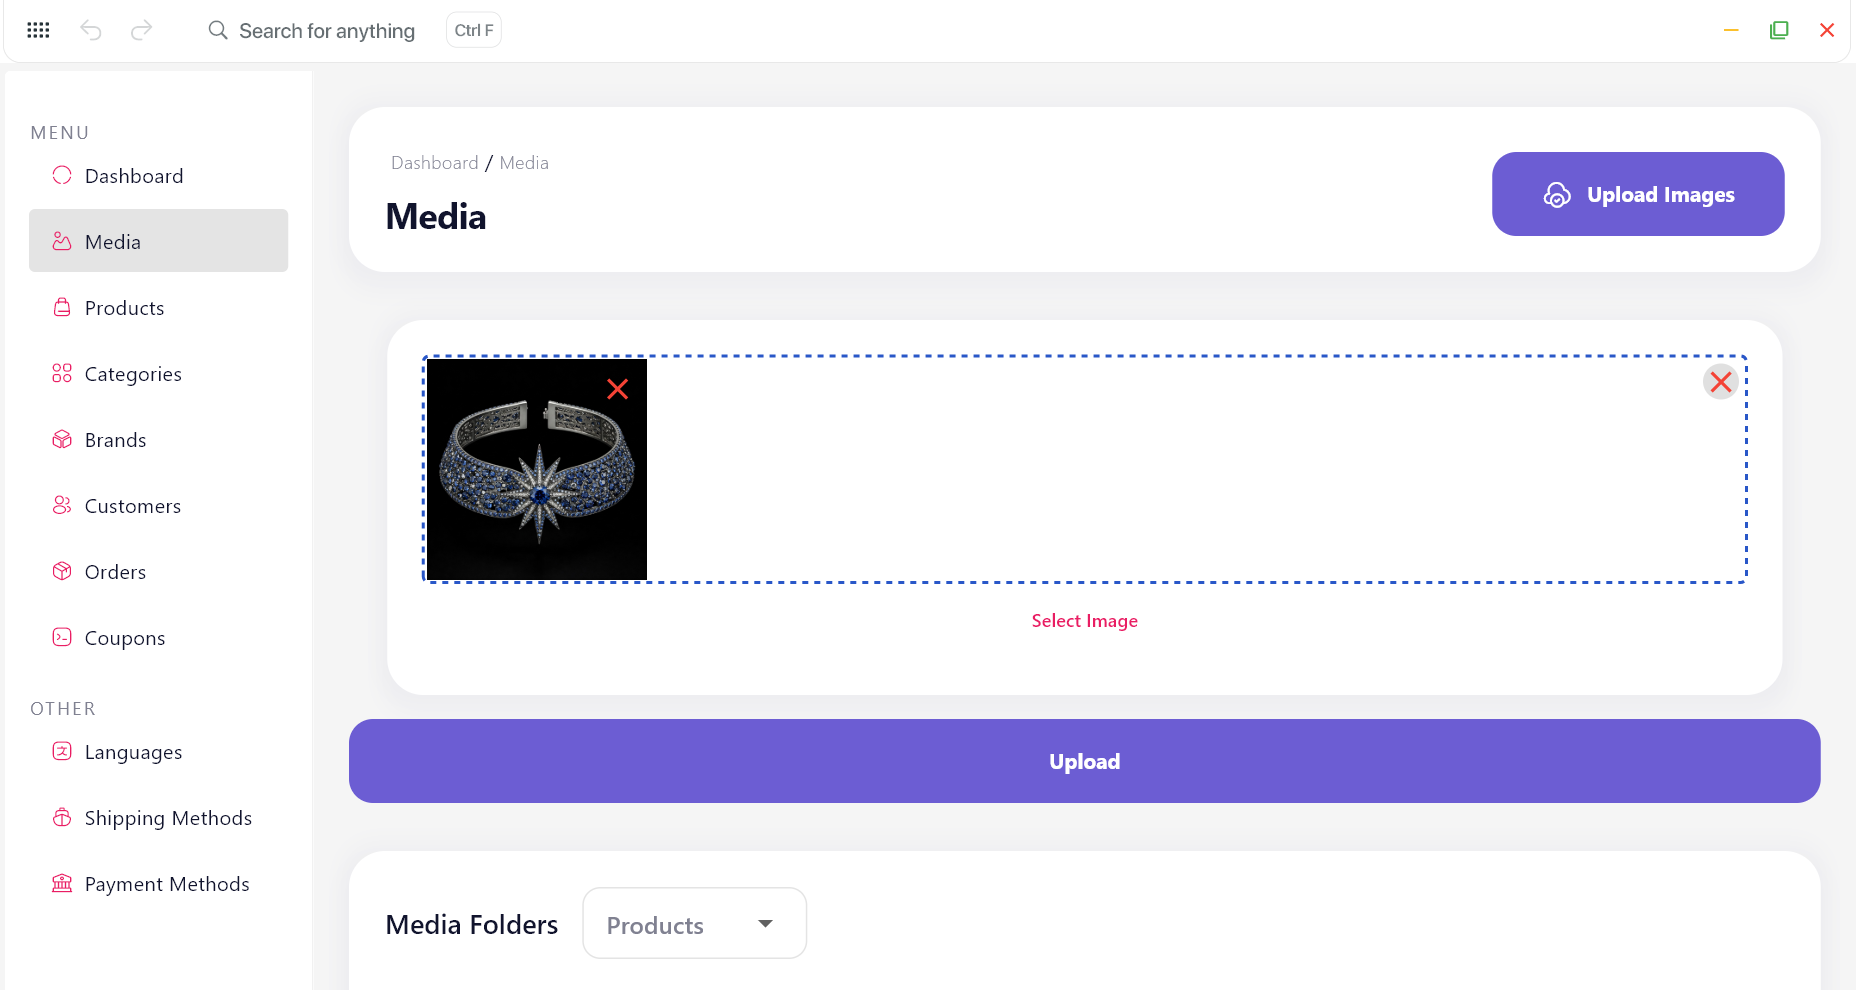 Search for anything
Ctrl F
MENU
Dashboard
Media
Products
Categories
Brands
Customers
Orders
Coupons
OTHER
Languages
Shipping Methods
Payment Methods
Dashboard / Media
Media
Upload Images
Select Image
Upload
Media Folders
Products